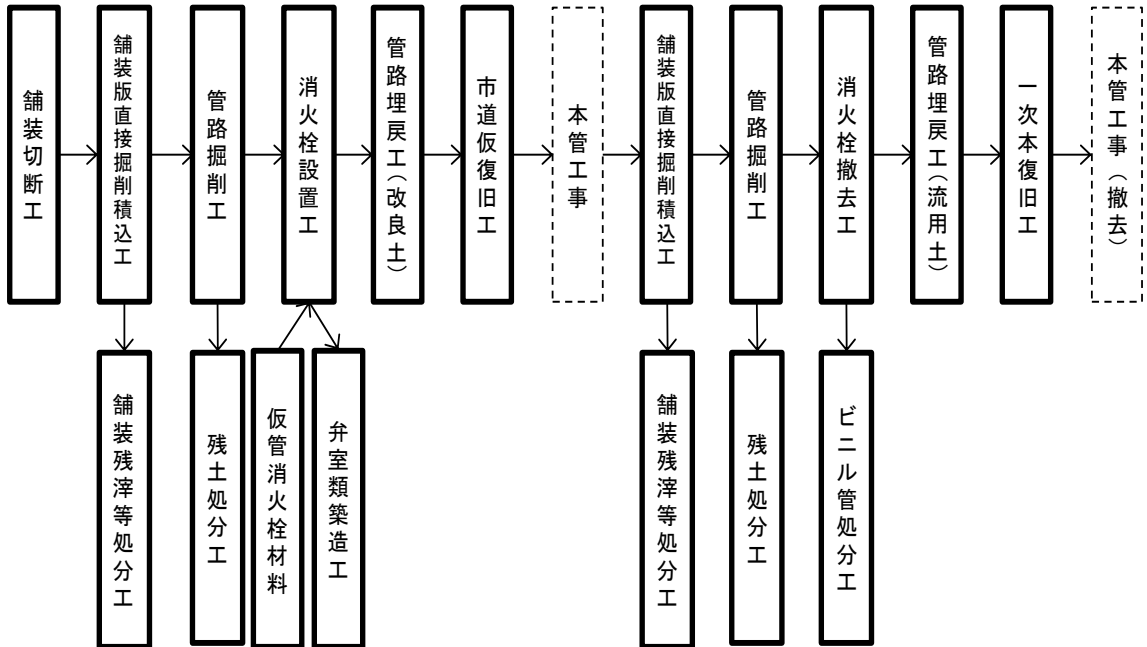 舗装切断工
舗装版直接掘削積込工
管路掘削工
消火栓設置工
管路埋戻工（改良土）
市道仮復旧工
本管工事
舗装版直接掘削積込工
管路掘削工
消火栓撤去工
管路埋戻工（流用土）
一次本復旧工
本管工事（撤去）
舗装残滓等処分工
残土処分工
仮管消火栓材料
弁室類築造工
舗装残滓等処分工
残土処分工
ビニル管処分工